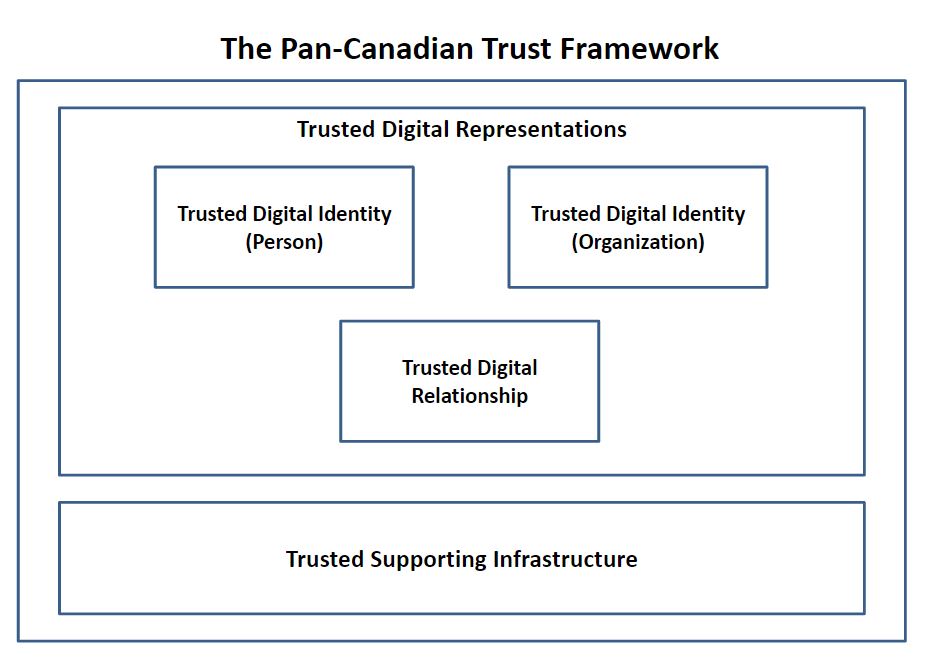 The Pan-Canadian Trust Framework
Trusted Digital Representations
Trusted Digital Identity
(Person)
Trusted Digital Identity
(Organization)
Trusted Digital
Relationship
Trusted Supporting Infrastructure